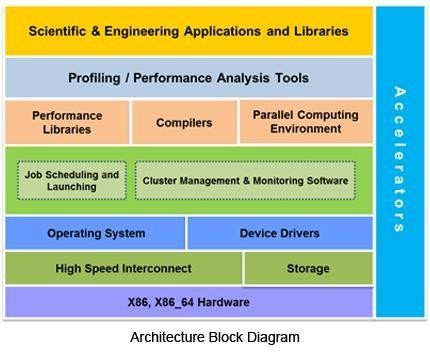 Scientific & Engineering Applications and Libraries
Profiling / Performance Analysis Tools
Performance
Libraries
Compilers
Parallel Computing
Environment
Job Scheduling and
Launching
Cluster Management & Monitoring Software
Operating System
Device Drivers
High Speed Interconnect
Storage
X86, X86_64 Hardware
Accelerators
Architecture Block Diagram